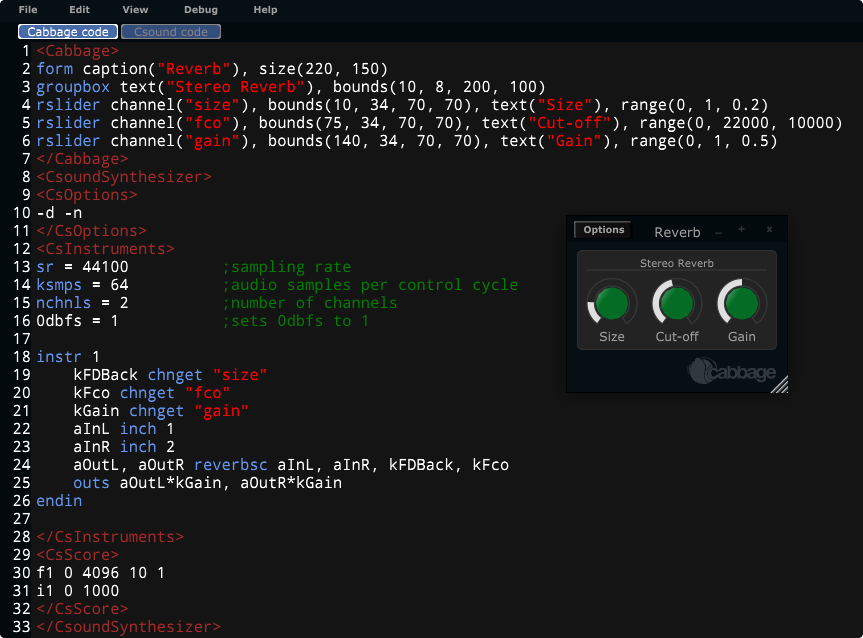 File Edit View Debug Help
Cabbage code Csound code
1 <Cabbage>
2 form caption("Reverb"), size(220, 150)
3 groupbox text("Stereo Reverb"), bounds(10, 8, 200, 100)
4 rslider channel("size"), bounds(10, 34, 70, 70), text("Size"), range(0, 1, 0.2)
5 rslider channel("fco"), bounds(75, 34, 70, 70), text("Cut-off"), range(0, 22000, 10000)
6 rslider channel("gain"), bounds(140, 34, 70, 70), text("Gain"), range(0, 1, 0.5)
7 </Cabbage>
8 <CsoundSynthesizer>
9 <CsOptions>
10 -d -n
11 </CsOptions>
12 <CsInstruments>
13 sr = 44100 ;sampling rate
14 ksmps = 64 ;audio samples per control cycle
15 nchnls = 2 ;number of channels
16 0dbfs = 1 ;sets 0dbfs to 1
17
18 instr 1
19 kFDBack chnget "size"
20 kFco chnget "fco"
21 kGain chnget "gain"
22 aInL inch 1
23 aInR inch 2
24 aOutL, aOutR reverbsc aInL, aInR, kFDBack, kFco
25 outs aOutL*kGain, aOutR*kGain
26 endin
27
28 </CsInstruments>
29 <CsScore>
30 f1 0 4096 10 1
31 i1 0 1000
32 </CsScore>
33 </CsoundSynthesizer>
Options Reverb _ + x
Stereo Reverb
Size Cut-off Gain
cabbage